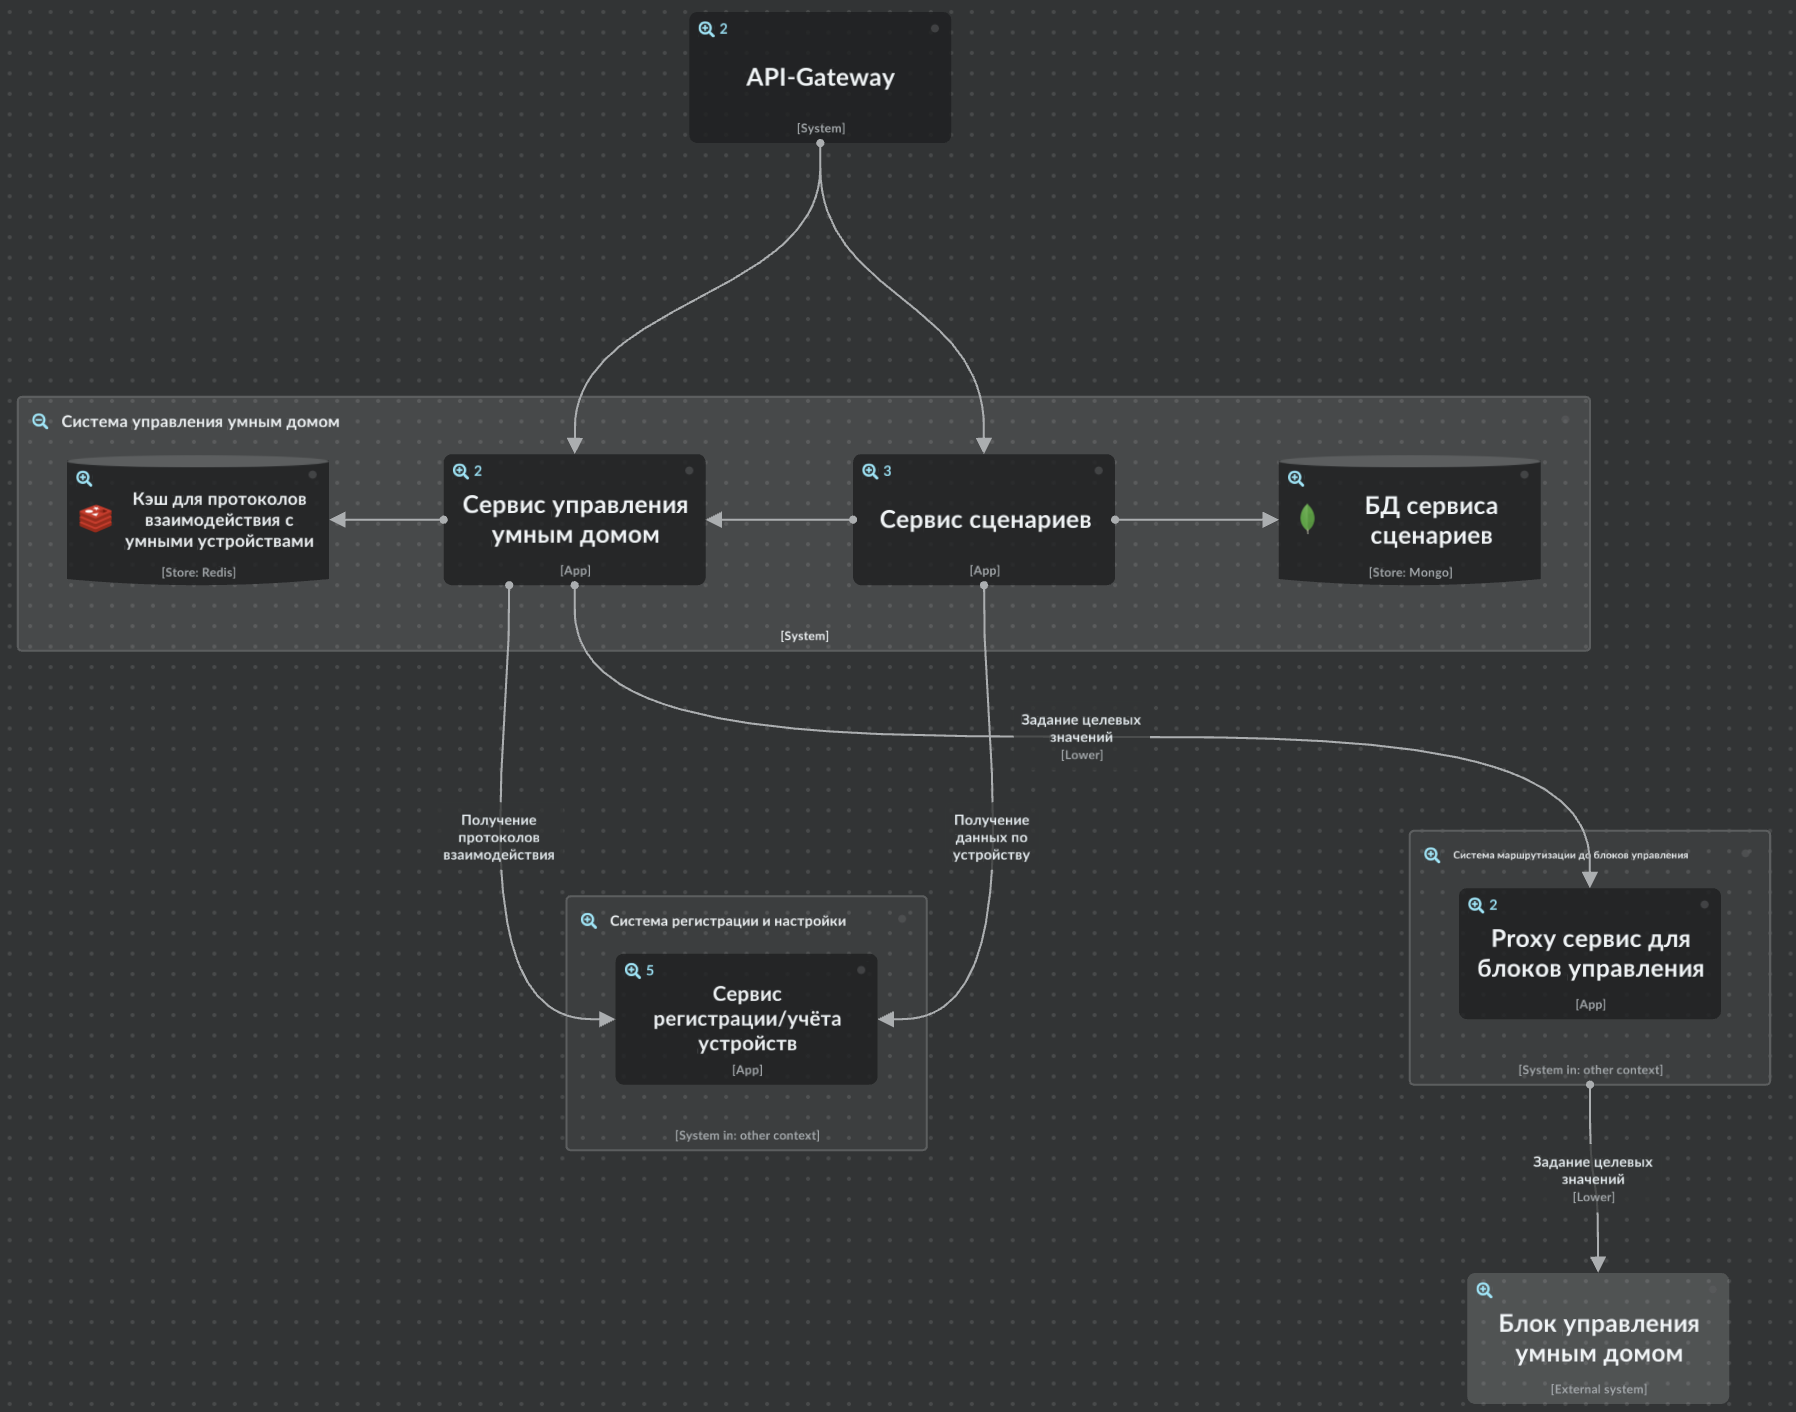 2
API-Gateway
[System]
Система управления умным домом
Кэш для протоколов
взаимодействия с
умными устройствами
[Store: Redis]
2
Сервис управления
умным домом
[App]
3
Сервис сценариев
[App]
БД сервиса
сценариев
[Store: Mongo]
[System]
Задание целевых
значений
[Lower]
Получение
протоколов
взаимодействия
Получение
данных по
устройству
Система регистрации и настройки
5
Сервис
регистрации/учёта
устройств
[App]
[System in: other context]
Система маршрутизации до блоков управления
2
Proxy сервис для
блоков управления
[App]
[System in: other context]
Задание целевых
значений
[Lower]
Блок управления
умным домом
[External system]